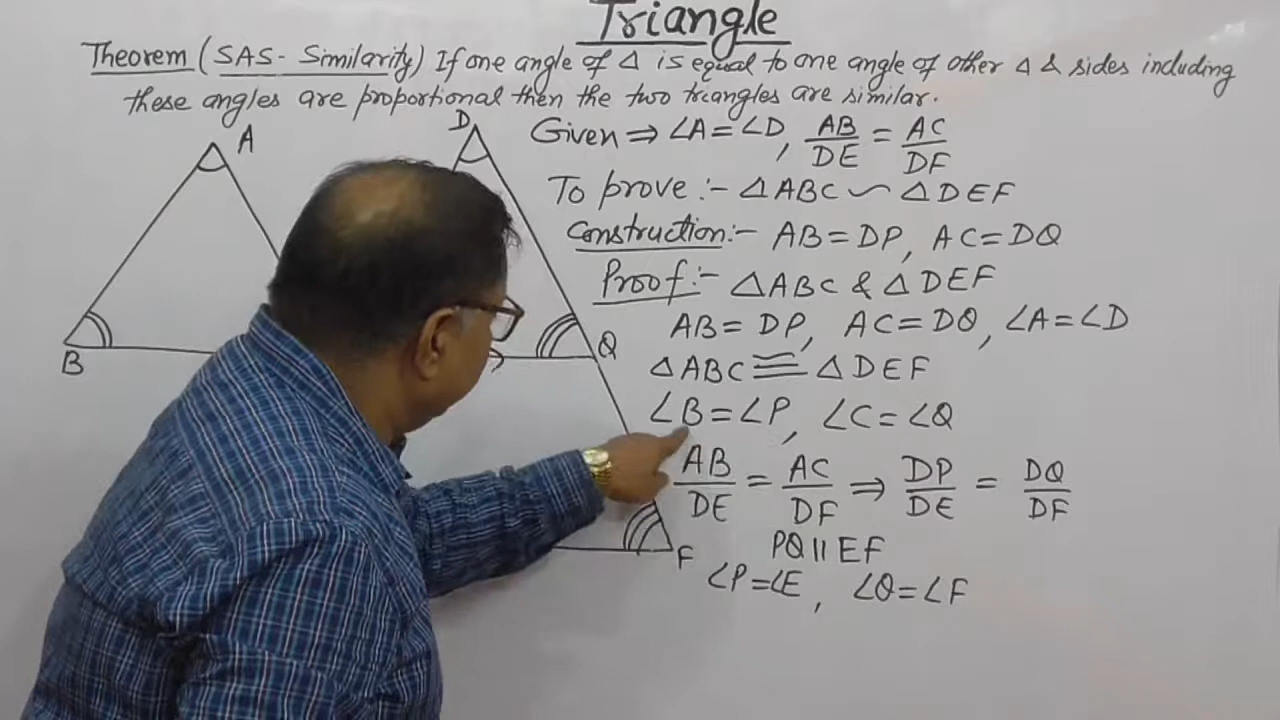 Triangle
Theorem (SAS- Similarity) If one angle of Δ is equal to one angle of other Δ & sides including
these angles are proportional then the two triangles are similar.
A
D
Given ⇒ ∠A = ∠D, AB/DE = AC/DF
To prove :- ΔABC ∽ ΔDEF
Construction :- AB = DP, AC = DQ
Proof :- ΔABC & ΔDEF
AB = DP, AC = DQ, ∠A = ∠D
B
Q
ΔABC ≅ ΔDEF
∠B = ∠P, ∠C = ∠Q
AB/DE = AC/DF ⇒ DP/DE = DQ/DF
PQ || EF
F
∠P = ∠E, ∠Q = ∠F